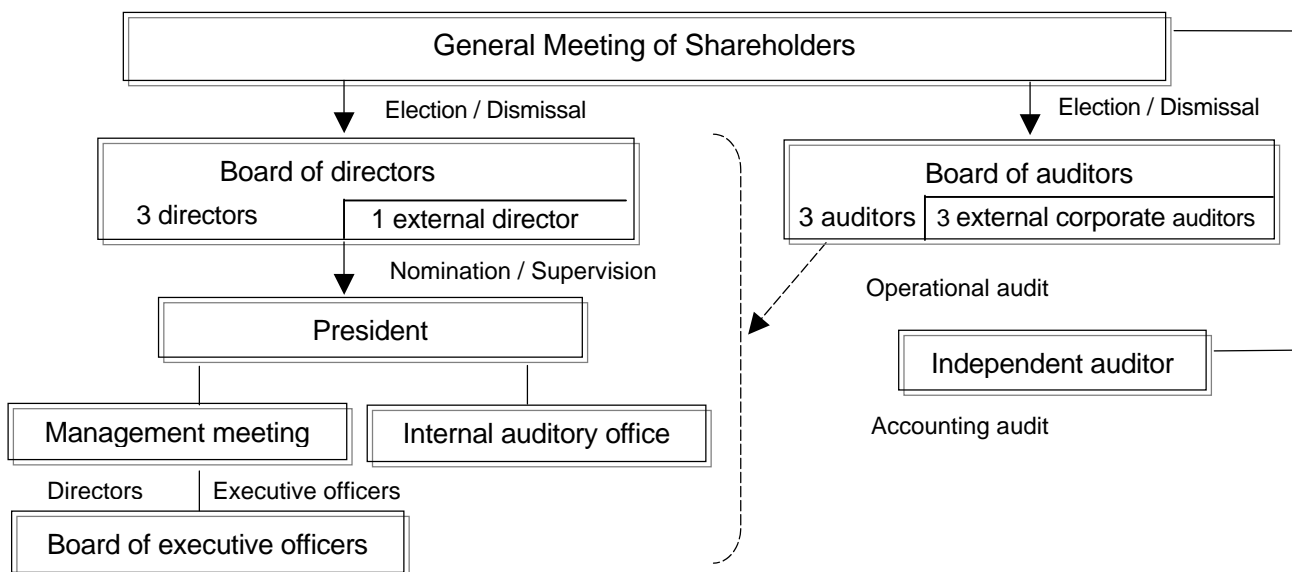 General Meeting of Shareholders
Election / Dismissal
Election / Dismissal
Board of directors
3 directors
1 external director
Board of auditors
3 auditors
3 external corporate auditors
Nomination / Supervision
Operational audit
President
Independent auditor
Accounting audit
Management meeting
Internal auditory office
Directors
Executive officers
Board of executive officers